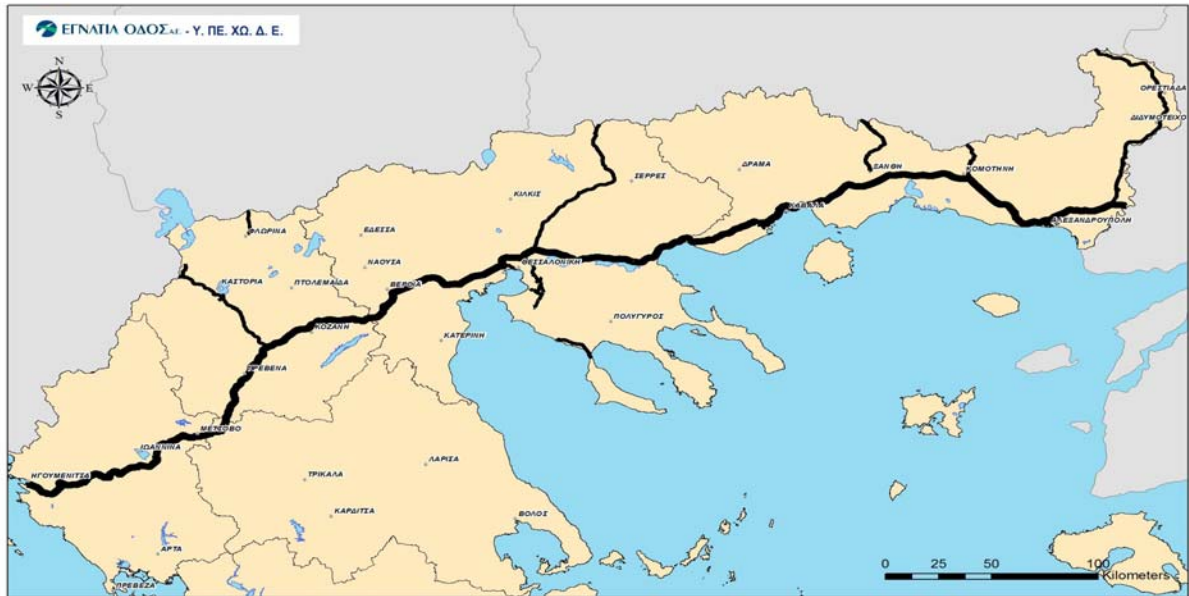 ΕΓΝΑΤΙΑ ΟΔΟΣ Α.Ε. - Υ. ΠΕ. ΧΩ. Δ. Ε.
N
W E
S
ΟΡΕΣΤΙΑΔΑ
ΔΙΔΥΜΟΤΕΙΧΟ
ΔΡΑΜΑ
ΞΑΝΘΗ
ΚΟΜΟΤΗΝΗ
ΣΕΡΡΕΣ
ΚΙΛΚΙΣ
ΚΑΒΑΛΑ
ΑΛΕΞΑΝΔΡΟΥΠΟΛΗ
ΦΛΩΡΙΝΑ
ΕΔΕΣΣΑ
ΘΕΣΣΑΛΟΝΙΚΗ
ΝΑΟΥΣΑ
ΚΑΣΤΟΡΙΑ
ΠΤΟΛΕΜΑΙΔΑ
ΒΕΡΟΙΑ
ΠΟΛΥΓΥΡΟΣ
ΚΟΖΑΝΗ
ΚΑΤΕΡΙΝΗ
ΓΡΕΒΕΝΑ
ΜΕΤΣΟΒΟ
ΙΩΑΝΝΙΝΑ
ΛΑΡΙΣΑ
ΗΓΟΥΜΕΝΙΤΣΑ
ΤΡΙΚΑΛΑ
ΚΑΡΔΙΤΣΑ
ΒΟΛΟΣ
ΑΡΤΑ
ΠΡΕΒΕΖΑ
0 25 50 100
Kilometers